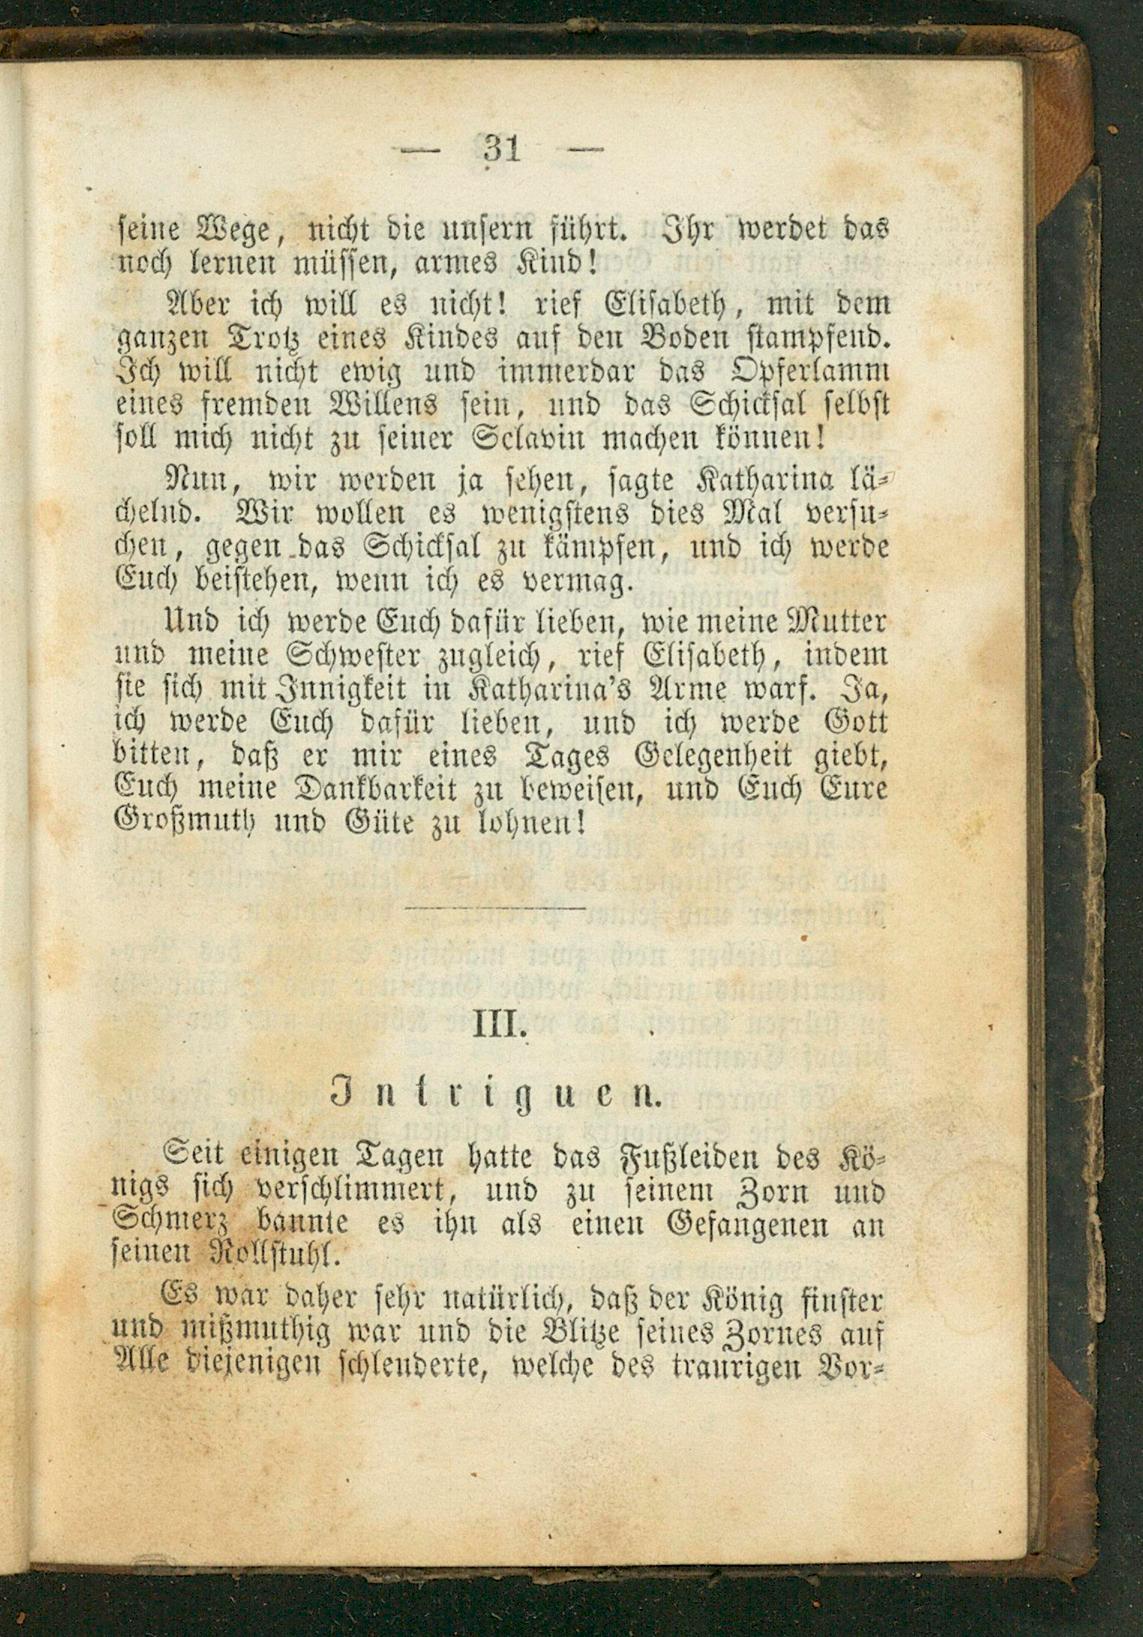 — 31 —
seine Wege, nicht die unsern führt. Ihr werdet das
noch lernen müssen, armes Kind!
Aber ich will es nicht! rief Elisabeth, mit dem
ganzen Trotz eines Kindes auf den Boden stampfend.
Ich will nicht ewig und immerdar das Opferlamm
eines fremden Willens sein, und das Schicksal selbst
soll mich nicht zu seiner Sclavin machen können!
Nun, wir werden ja sehen, sagte Katharina lä-
chelnd. Wir wollen es wenigstens dies Mal versu-
chen, gegen das Schicksal zu kämpfen, und ich werde
Euch beistehen, wenn ich es vermag.
Und ich werde Euch dafür lieben, wie meine Mutter
und meine Schwester zugleich, rief Elisabeth, indem
sie sich mit Innigkeit in Katharina's Arme warf. Ja,
ich werde Euch dafür lieben, und ich werde Gott
bitten, daß er mir eines Tages Gelegenheit giebt,
Euch meine Dankbarkeit zu beweisen, und Euch Eure
Großmuth und Güte zu lohnen!
III.
Intriguen.
Seit einigen Tagen hatte das Fußleiden des Kö-
nigs sich verschlimmert, und zu seinem Zorn und
Schmerz bannte es ihn als einen Gefangenen an
seinen Rollstuhl.
Es war daher sehr natürlich, daß der König finster
und mißmuthig war und die Blitze seines Zornes auf
Alle diejenigen schleuderte, welche des traurigen Vor-